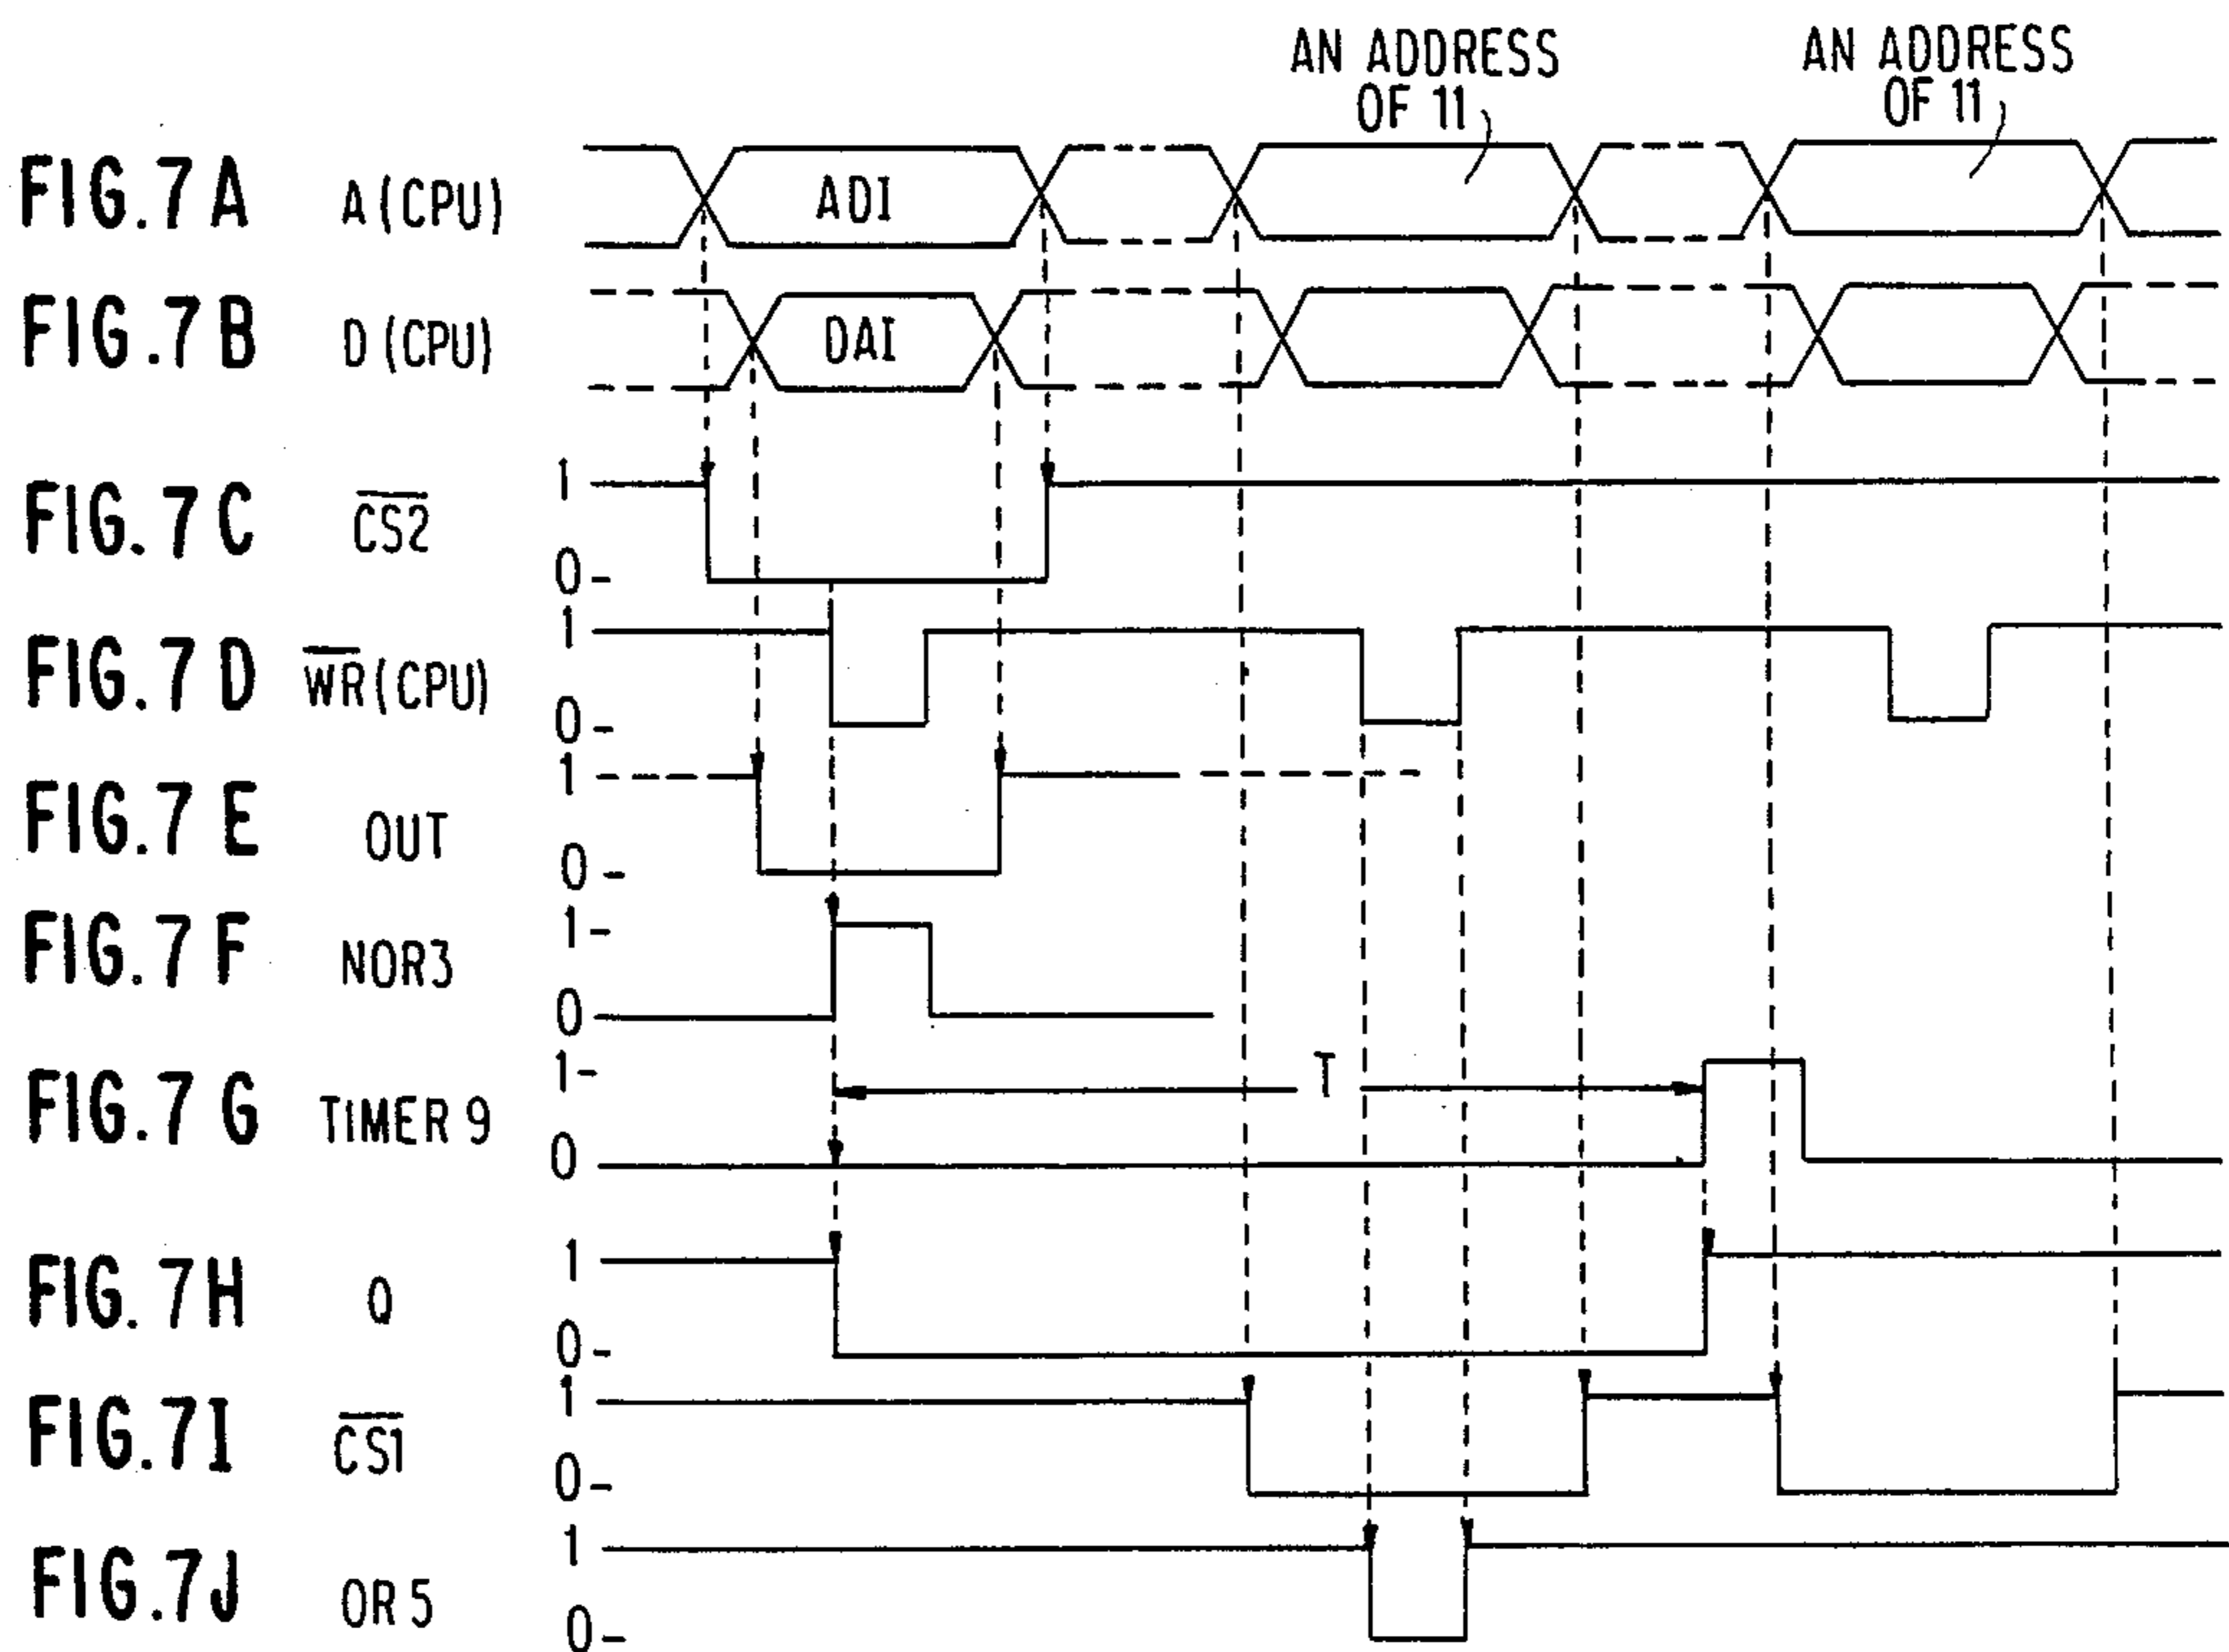 AN ADDRESS OF 11
AN ADDRESS OF 11
FIG.7A A(CPU) ADI
FIG.7B D(CPU) DAI
FIG.7C CS2 1 0
FIG.7D WR(CPU) 1 0
FIG.7E OUT 1 0
FIG.7F NOR3 1 0
FIG.7G TIMER 9 1 0 T
FIG.7H Q 1 0
FIG.7I CS1 1 0
FIG.7J OR5 1 0